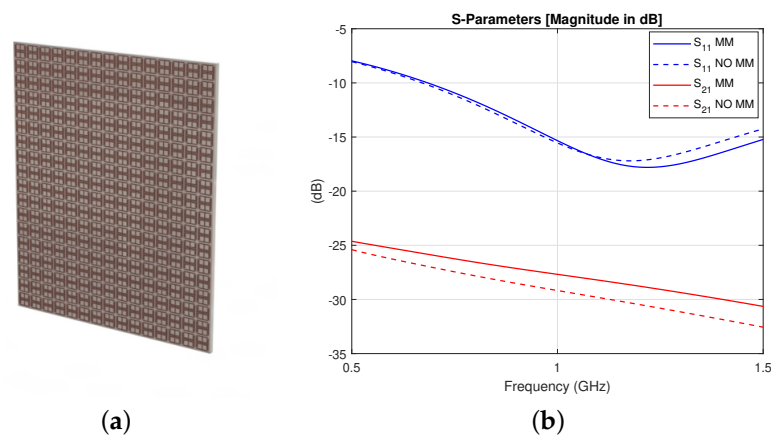 S-Parameters [Magnitude in dB]
-5
-10
-15
-20
-25
-30
-35
(dB)
S11 MM
S11 NO MM
S21 MM
S21 NO MM
0.5
1
1.5
Frequency (GHz)
(a)
(b)